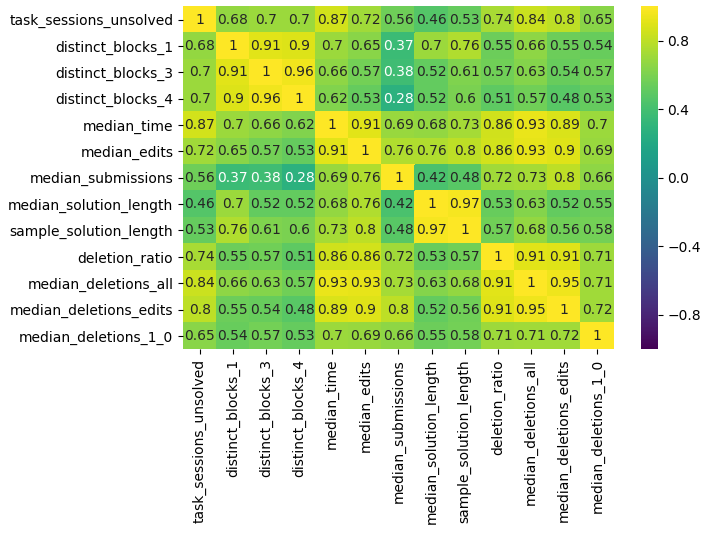 task_sessions_unsolved 1 0.68 0.7 0.7 0.87 0.72 0.56 0.46 0.53 0.74 0.84 0.8 0.65
distinct_blocks_1 0.68 1 0.91 0.9 0.7 0.65 0.37 0.7 0.76 0.55 0.66 0.55 0.54
distinct_blocks_3 0.7 0.91 1 0.96 0.66 0.57 0.38 0.52 0.61 0.57 0.63 0.54 0.57
distinct_blocks_4 0.7 0.9 0.96 1 0.62 0.53 0.28 0.52 0.6 0.51 0.57 0.48 0.53
median_time 0.87 0.7 0.66 0.62 1 0.91 0.69 0.68 0.73 0.86 0.93 0.89 0.7
median_edits 0.72 0.65 0.57 0.53 0.91 1 0.76 0.76 0.8 0.86 0.93 0.9 0.69
median_submissions 0.56 0.37 0.38 0.28 0.69 0.76 1 0.42 0.48 0.72 0.73 0.8 0.66
median_solution_length 0.46 0.7 0.52 0.52 0.68 0.76 0.42 1 0.97 0.53 0.63 0.52 0.55
sample_solution_length 0.53 0.76 0.61 0.6 0.73 0.8 0.48 0.97 1 0.57 0.68 0.56 0.58
deletion_ratio 0.74 0.55 0.57 0.51 0.86 0.86 0.72 0.53 0.57 1 0.91 0.91 0.71
median_deletions_all 0.84 0.66 0.63 0.57 0.93 0.93 0.73 0.63 0.68 0.91 1 0.95 0.71
median_deletions_edits 0.8 0.55 0.54 0.48 0.89 0.9 0.8 0.52 0.56 0.91 0.95 1 0.72
median_deletions_1_0 0.65 0.54 0.57 0.53 0.7 0.69 0.66 0.55 0.58 0.71 0.71 0.72 1
task_sessions_unsolved
distinct_blocks_1
distinct_blocks_3
distinct_blocks_4
median_time
median_edits
median_submissions
median_solution_length
sample_solution_length
deletion_ratio
median_deletions_all
median_deletions_edits
median_deletions_1_0
0.8
0.4
0.0
−0.4
−0.8